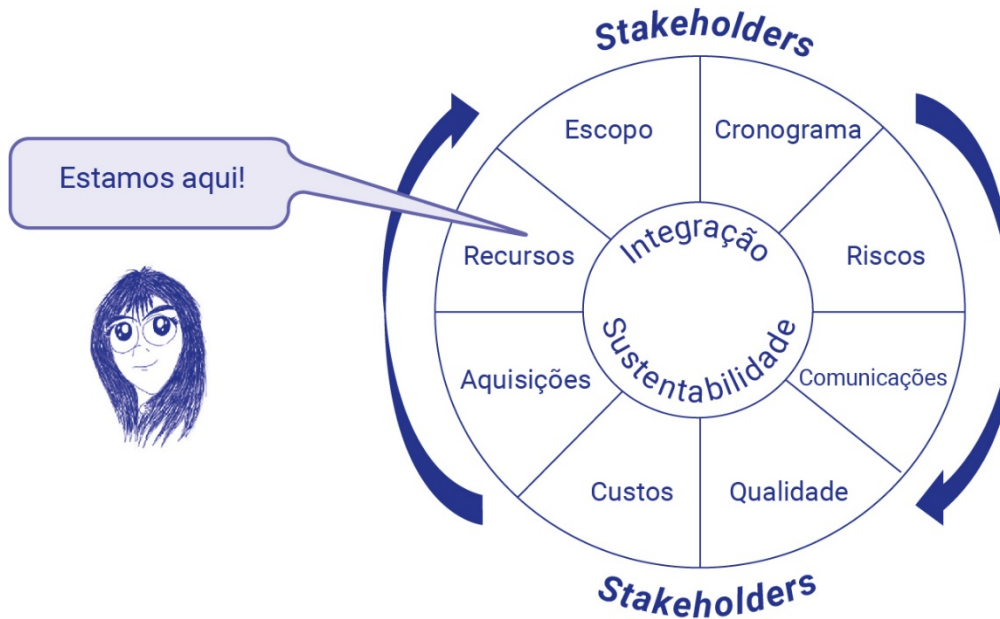 Stakeholders
Estamos aqui!
Escopo
Cronograma
Recursos
Integração
Riscos
Aquisições
Sustentabilidade
Comunicações
Custos
Qualidade
Stakeholders